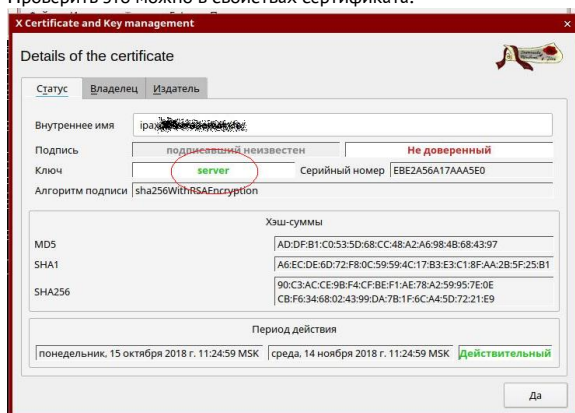 Проверить это можно в свойствах сертификата:
X Certificate and Key management
Details of the certificate
Статус Владелец Издатель
Внутреннее имя ipax
Подпись подписавший неизвестен Не доверенный
Ключ server Серийный номер EBE2A56A17AAA5E0
Алгоритм подписи sha256WithRSAEncryption
Хэш-суммы
MD5 AD:DF:B1:C0:53:5D:68:CC:48:A2:A6:98:4B:68:43:97
SHA1 A6:EC:DE:6D:72:F8:0C:59:59:4C:17:B3:E3:C1:8F:AA:2B:5F:25:B1
SHA256 90:C3:AC:CE:9B:F4:CF:BE:F1:AE:78:A2:59:95:7E:0E
CB:F6:34:68:02:43:99:DA:7B:1F:6C:A4:5D:72:21:E9
Период действия
понедельник, 15 октября 2018 г. 11:24:59 MSK среда, 14 ноября 2018 г. 11:24:59 MSK Действительный
Да